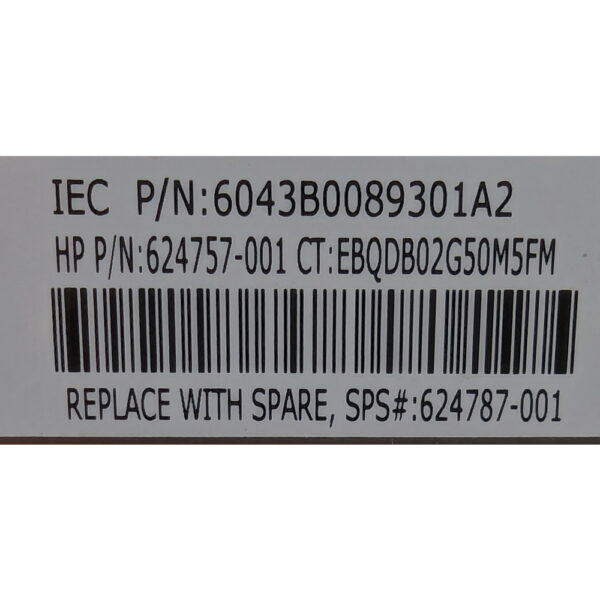 IEC P/N:6043B0089301A2
HP P/N:624757-001 CT:EBQDB02G50M5FM
REPLACE WITH SPARE, SPS#:624787-001